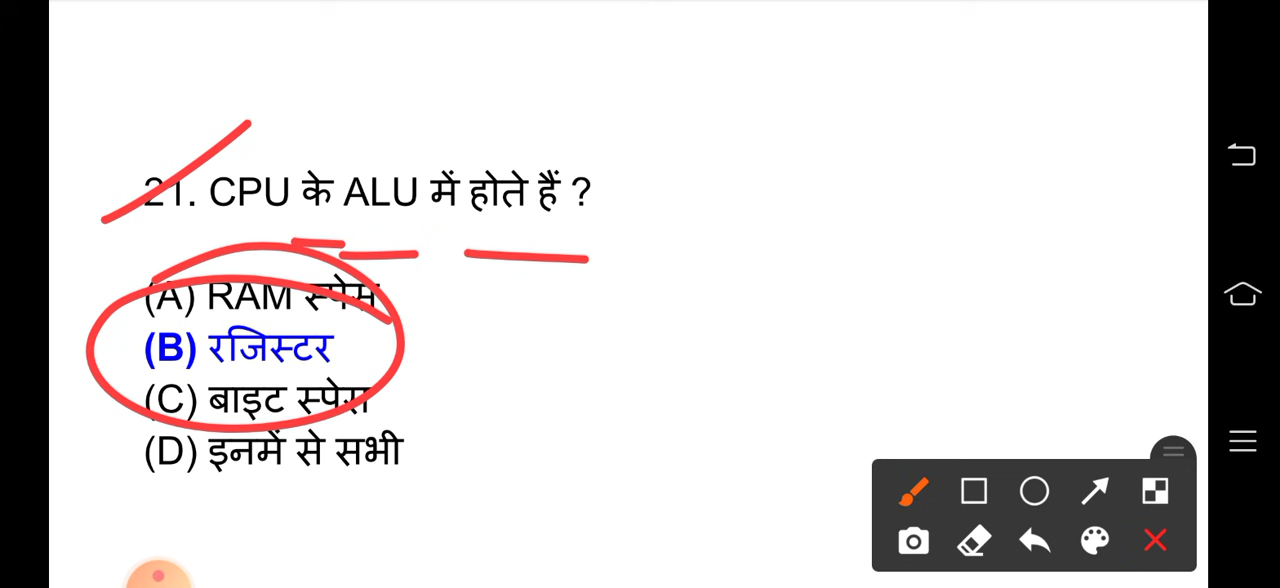 21. CPU के ALU में होते हैं ?
(A) RAM स्पेस
(B) रजिस्टर
(C) बाइट स्पेस
(D) इनमें से सभी